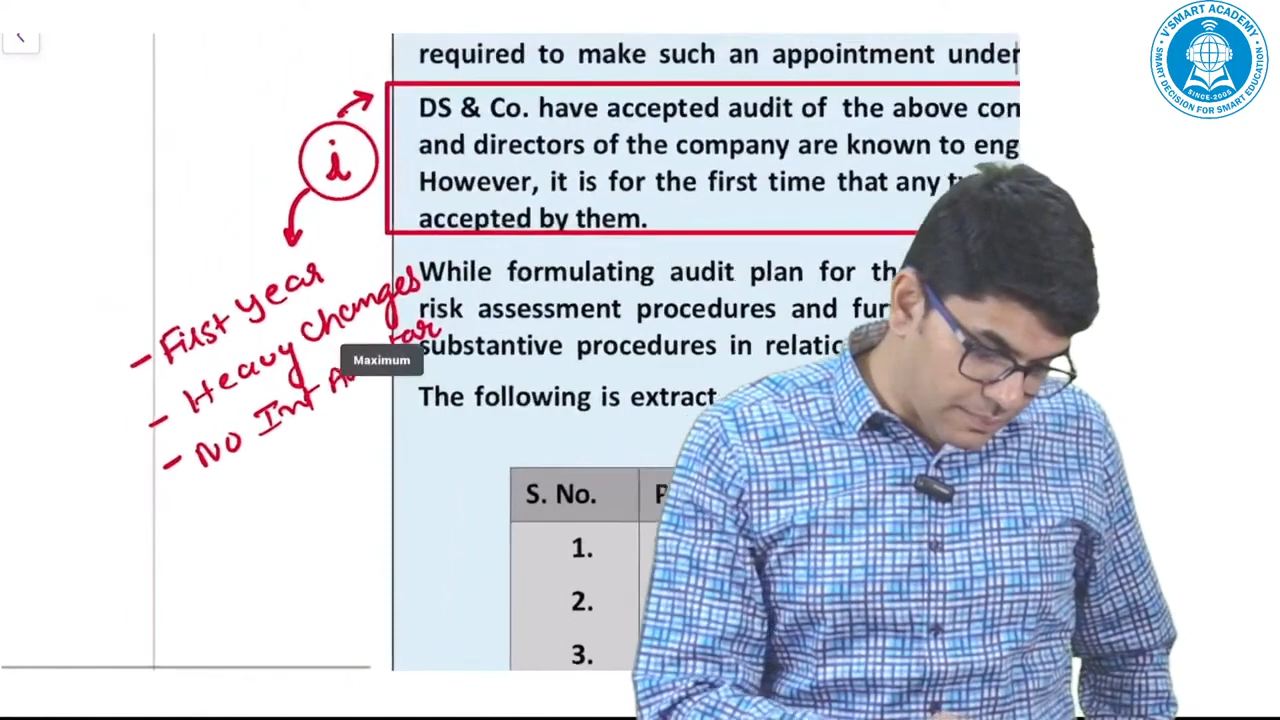 required to make such an appointment under
DS & Co. have accepted audit of the above con
and directors of the company are known to eng
However, it is for the first time that any
accepted by them.
While formulating audit plan for
risk assessment procedures and
substantive procedures in
The following is extract
S. No.
1.
2.
3.
i
- First Year
- Heavy Changes
- No Int
Maximum
V'SMART ACADEMY
SINCE-2005
SMART DECISION FOR SMART EDUCATION